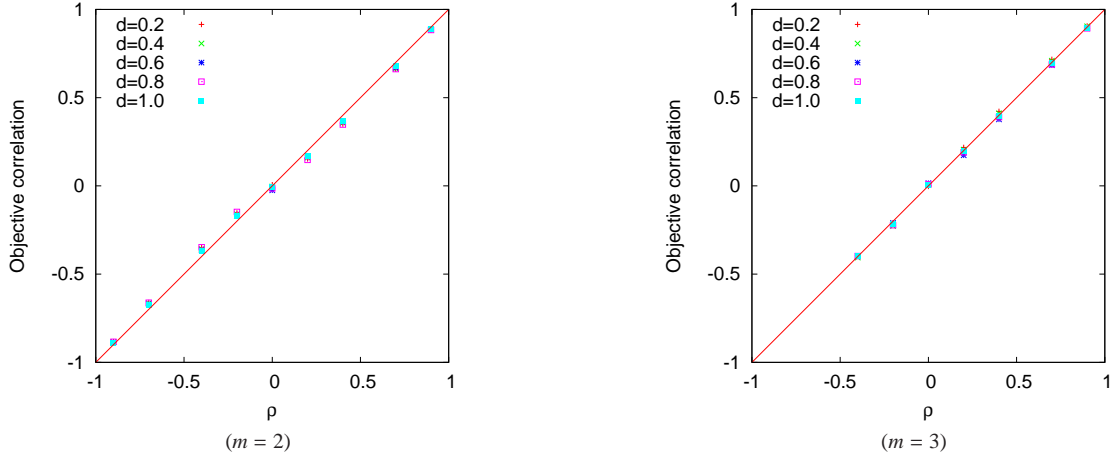 1
0.5
0
-0.5
-1
-1
-0.5
0
0.5
1
Objective correlation
ρ
d=0.2
d=0.4
d=0.6
d=0.8
d=1.0
(m = 2)
1
0.5
0
-0.5
-1
-1
-0.5
0
0.5
1
Objective correlation
ρ
d=0.2
d=0.4
d=0.6
d=0.8
d=1.0
(m = 3)